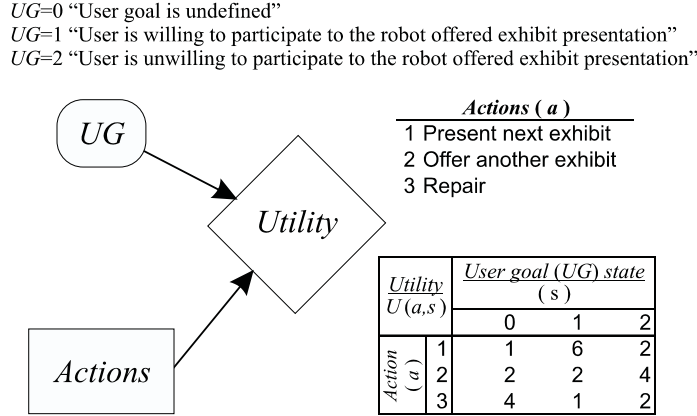 UG=0 “User goal is undefined”
UG=1 “User is willing to participate to the robot offered exhibit presentation”
UG=2 “User is unwilling to participate to the robot offered exhibit presentation”
UG
Utility
Actions
Actions ( a )
1 Present next exhibit
2 Offer another exhibit
3 Repair
Utility
U (a,s )
User goal (UG) state
( s )
0 1 2
Action
( a )
1 1 6 2
2 2 2 4
3 4 1 2